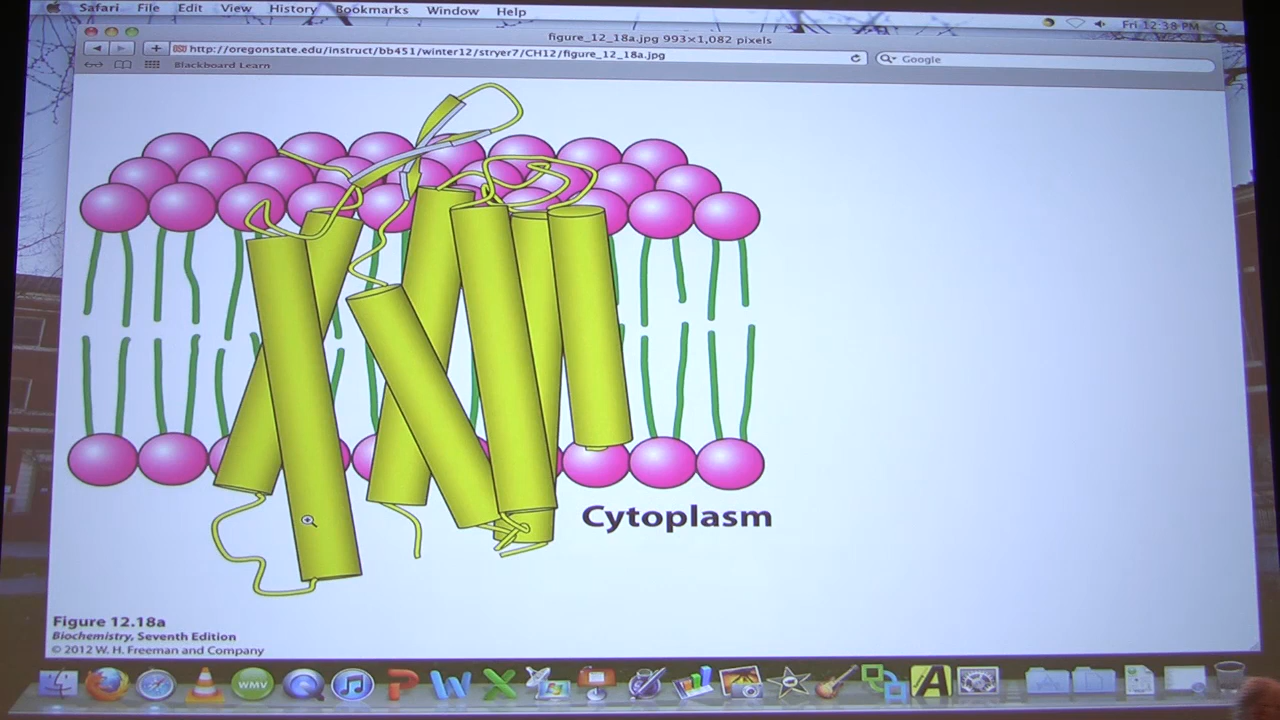 Safari File Edit View History Bookmarks Window Help Fri 12:38 PM
figure_12_18a.jpg 993×1,082 pixels
http://oregonstate.edu/instruct/bb451/winter12/stryer7/CH12/figure_12_18a.jpg Google
Blackboard Learn
Cytoplasm
Figure 12.18a
Biochemistry, Seventh Edition
© 2012 W. H. Freeman and Company
WMV